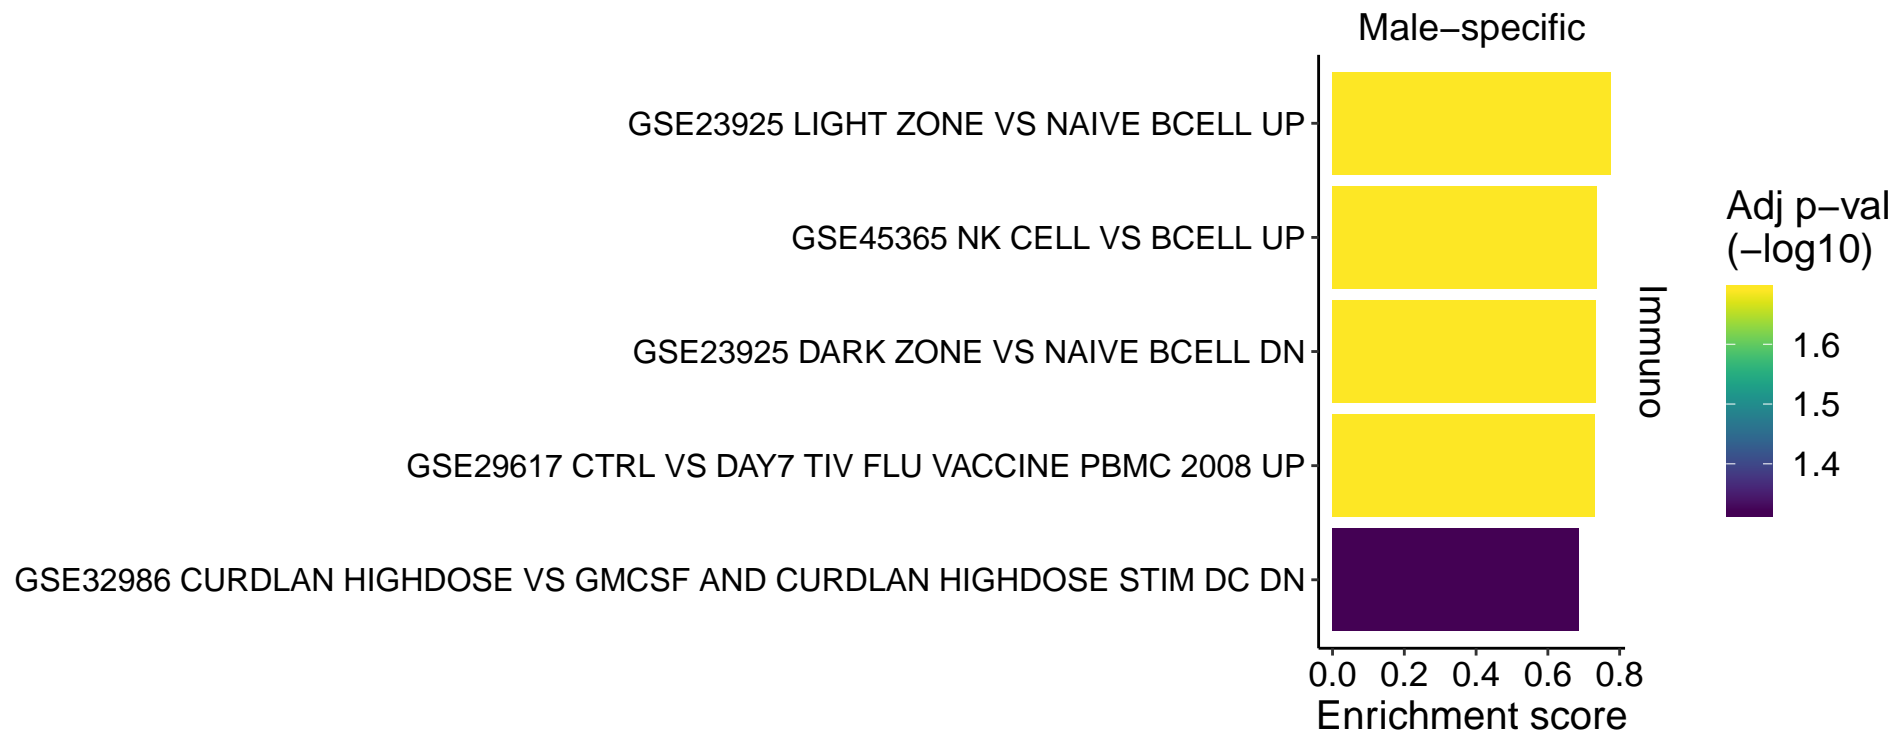 Male−specific
GSE23925 LIGHT ZONE VS NAIVE BCELL UP
GSE45365 NK CELL VS BCELL UP
GSE23925 DARK ZONE VS NAIVE BCELL DN
GSE29617 CTRL VS DAY7 TIV FLU VACCINE PBMC 2008 UP
GSE32986 CURDLAN HIGHDOSE VS GMCSF AND CURDLAN HIGHDOSE STIM DC DN
0.0 0.2 0.4 0.6 0.8
Enrichment score
Immuno
Adj p−val
(−log10)
1.6
1.5
1.4